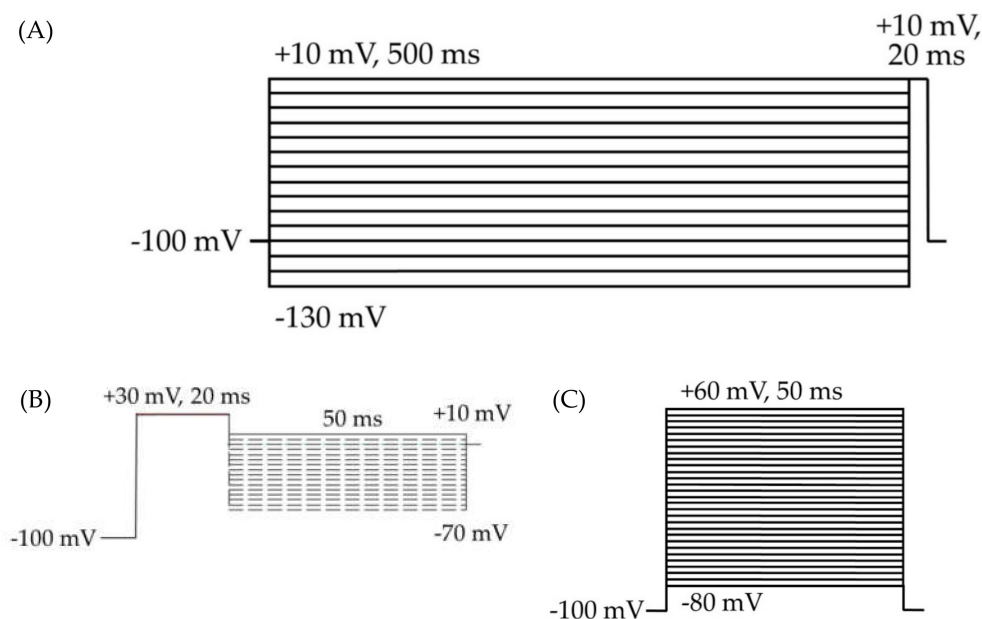 (A)
+10 mV, 500 ms
+10 mV,
20 ms
-100 mV
-130 mV
(B)
+30 mV, 20 ms
50 ms
+10 mV
-100 mV
-70 mV
(C)
+60 mV, 50 ms
-100 mV
-80 mV